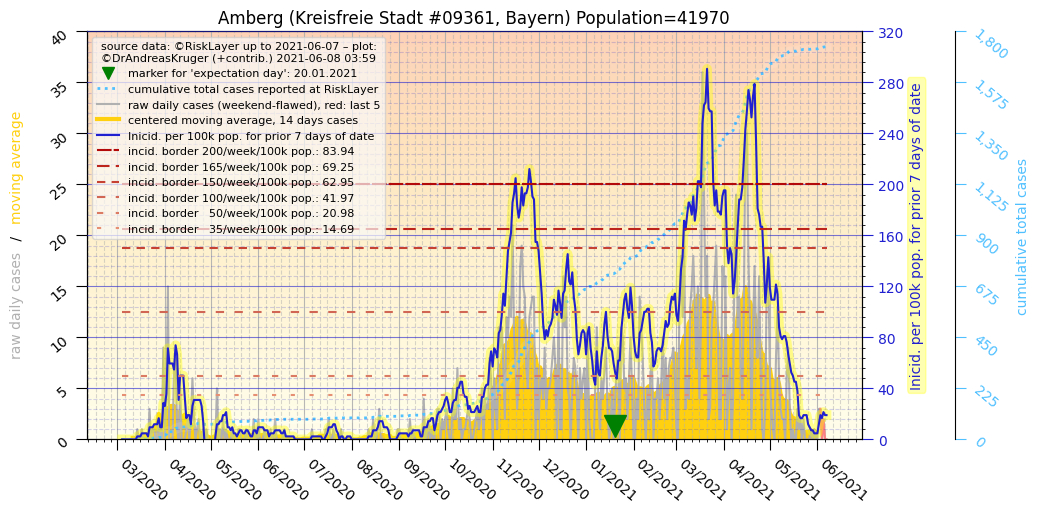 Amberg (Kreisfreie Stadt #09361, Bayern) Population=41970
source data: ©RiskLayer up to 2021-06-07 – plot:
©DrAndreasKruger (+contrib.) 2021-06-08 03:59
marker for 'expectation day': 20.01.2021
cumulative total cases reported at RiskLayer
raw daily cases (weekend-flawed), red: last 5
centered moving average, 14 days cases
Inicid. per 100k pop. for prior 7 days of date
incid. border 200/week/100k pop.: 83.94
incid. border 165/week/100k pop.: 69.25
incid. border 150/week/100k pop.: 62.95
incid. border 100/week/100k pop.: 41.97
incid. border   50/week/100k pop.: 20.98
incid. border   35/week/100k pop.: 14.69
raw daily cases  /  moving average
40
35
30
25
20
15
10
5
0
320
280
240
200
160
120
80
40
0
Inicid. per 100k pop. for prior 7 days of date
1,800
1,575
1,350
1,125
900
675
450
225
0
cumulative total cases
03/2020
04/2020
05/2020
06/2020
07/2020
08/2020
09/2020
10/2020
11/2020
12/2020
01/2021
02/2021
03/2021
04/2021
05/2021
06/2021